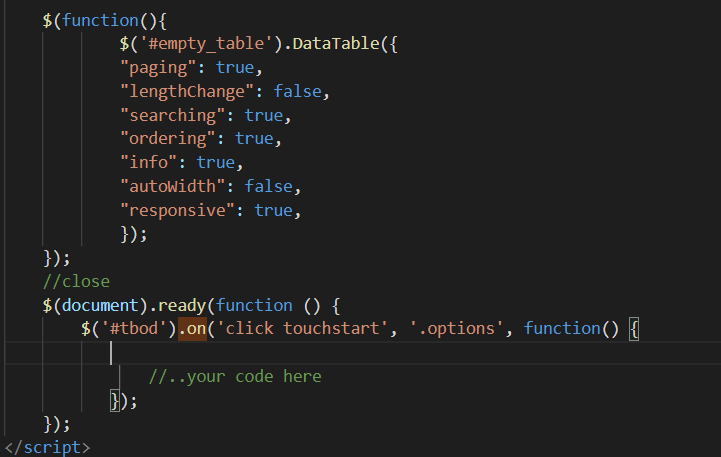 $(function(){
$('#empty_table').DataTable({
"paging": true,
"lengthChange": false,
"searching": true,
"ordering": true,
"info": true,
"autoWidth": false,
"responsive": true,
});
});
//close
$(document).ready(function () {
$('#tbod').on('click touchstart', '.options', function() {
//..your code here
});
});
</script>